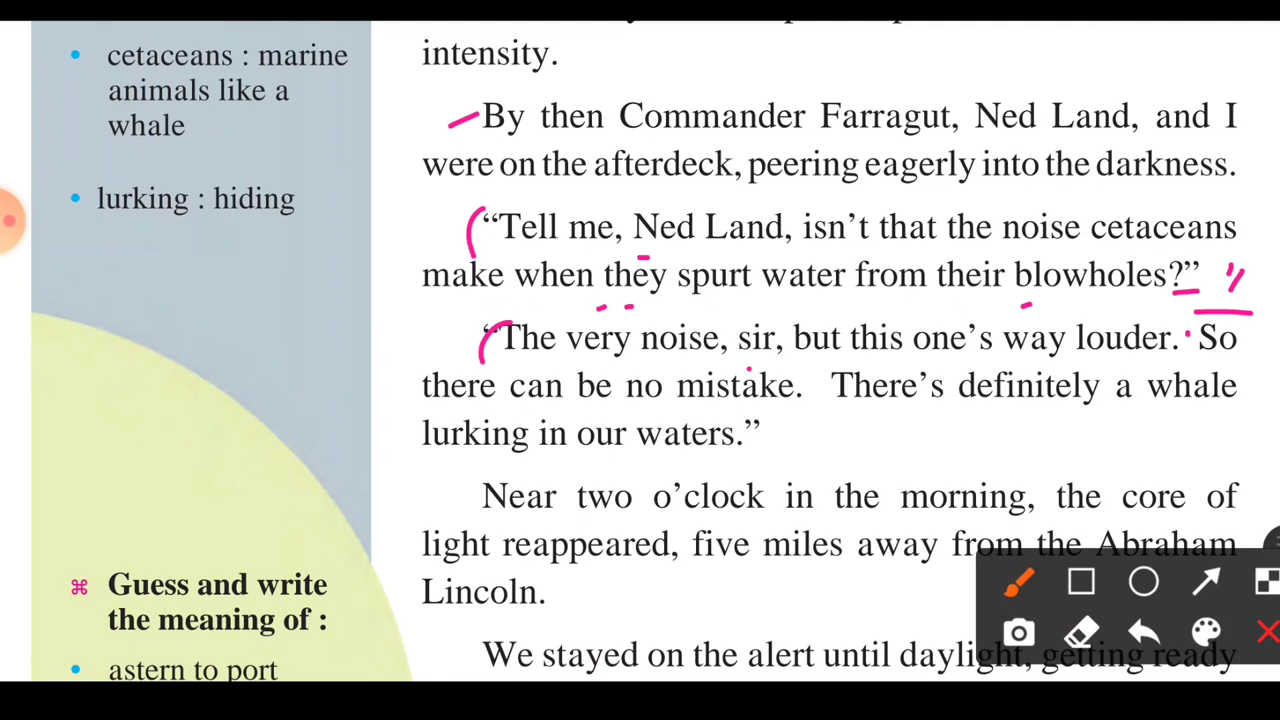 • cetaceans : marine
animals like a
whale
• lurking : hiding
⌘ Guess and write
the meaning of :
• astern to port
intensity.
By then Commander Farragut, Ned Land, and I
were on the afterdeck, peering eagerly into the darkness.
“Tell me, Ned Land, isn’t that the noise cetaceans
make when they spurt water from their blowholes?”
“The very noise, sir, but this one’s way louder. So
there can be no mistake. There’s definitely a whale
lurking in our waters.”
Near two o’clock in the morning, the core of
light reappeared, five miles away from the Abraham
Lincoln.
We stayed on the alert until daylight, getting ready